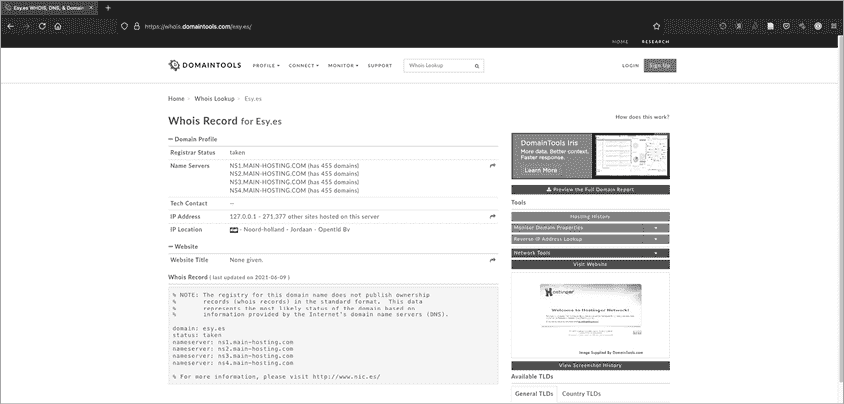 Esy.es WHOIS, DNS, & Domain
https://whois.domaintools.com/esy.es/
HOME RESEARCH
DOMAINTOOLS PROFILE CONNECT MONITOR SUPPORT Whois Lookup LOGIN Sign Up
Home Whois Lookup Esy.es
How does this work?
Whois Record for Esy.es
Domain Profile
Registrar Status taken
Name Servers NS1.MAIN-HOSTING.COM (has 455 domains)
NS2.MAIN-HOSTING.COM (has 455 domains)
NS3.MAIN-HOSTING.COM (has 455 domains)
NS4.MAIN-HOSTING.COM (has 455 domains)
Tech Contact —
IP Address 127.0.0.1 - 271,377 other sites hosted on this server
IP Location - Noord-holland - Jordaan - Opentld Bv
Website
Website Title None given.
Whois Record ( last updated on 2021-06-09 )
% NOTE: The registry for this domain name does not publish ownership
% records (whois records) in the standard format. This data
% represents the most likely status of the domain based on
% information provided by the Internet's domain name servers (DNS).
domain: esy.es
status: taken
nameserver: ns1.main-hosting.com
nameserver: ns2.main-hosting.com
nameserver: ns3.main-hosting.com
nameserver: ns4.main-hosting.com
% For more information, please visit http://www.nic.es/
DomainTools Iris
More data. Better context.
Faster response.
Learn More
Preview the Full Domain Report
Tools
Hosting History
Monitor Domain Properties
Reverse IP Address Lookup
Network Tools
Visit Website
Hostinger
Welcome to Hostinger Network!
Image Supplied By DomainTools.com
View Screenshot History
Available TLDs
General TLDs Country TLDs